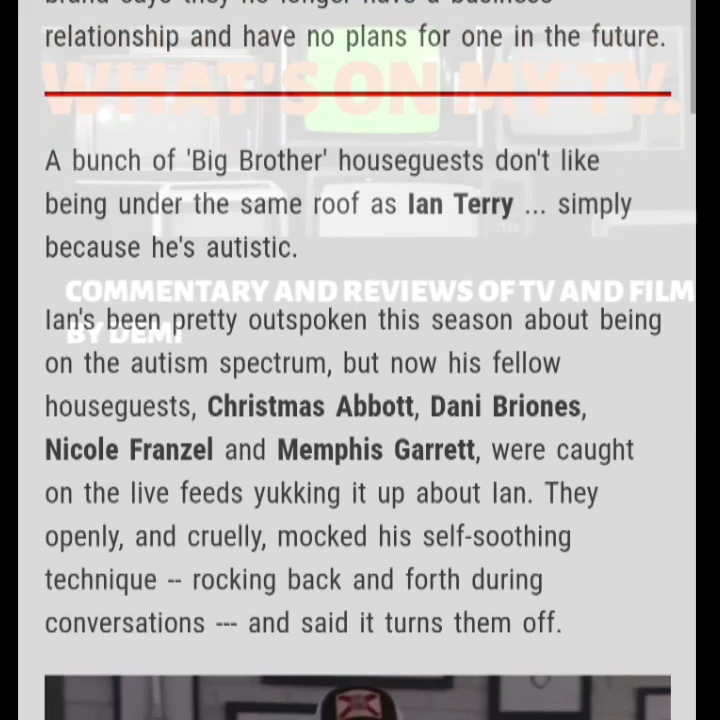 relationship and have no plans for one in the future.
WHAT'S ON MY TV.
A bunch of 'Big Brother' houseguests don't like
being under the same roof as Ian Terry ... simply
because he's autistic.
COMMENTARY AND REVIEWS OF TV AND FILM
BY DEMI
Ian's been pretty outspoken this season about being
on the autism spectrum, but now his fellow
houseguests, Christmas Abbott, Dani Briones,
Nicole Franzel and Memphis Garrett, were caught
on the live feeds yukking it up about Ian. They
openly, and cruelly, mocked his self-soothing
technique -- rocking back and forth during
conversations --- and said it turns them off.